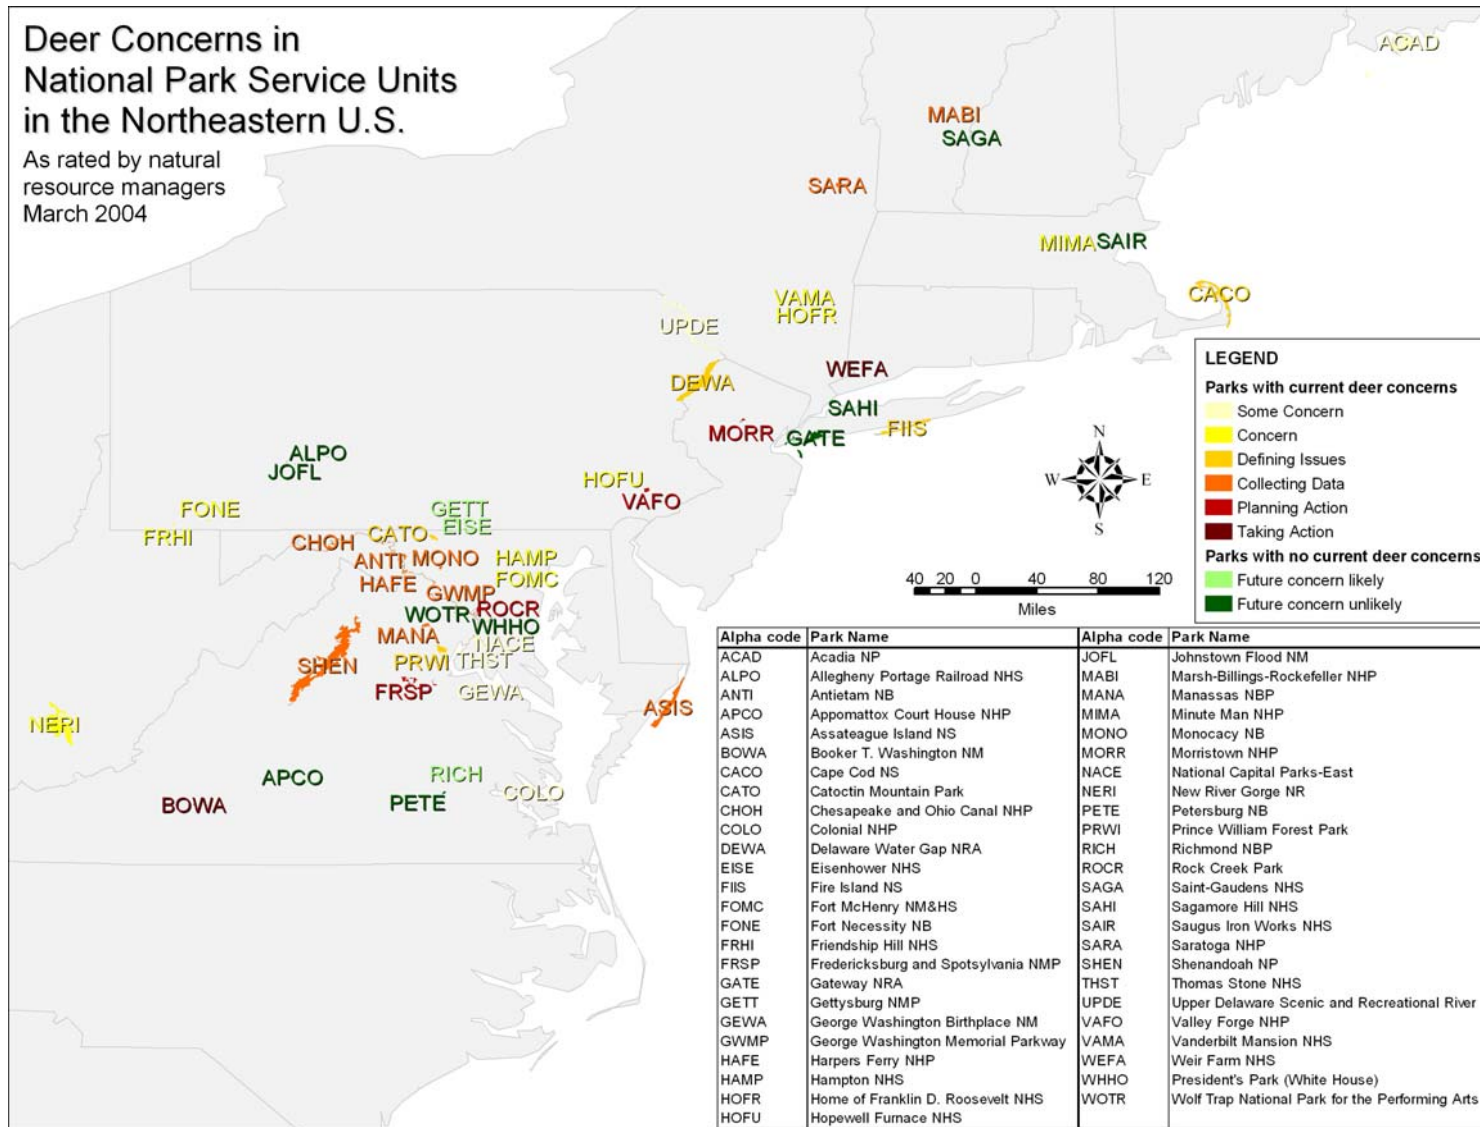 Deer Concerns in
National Park Service Units
in the Northeastern U.S.
As rated by natural
resource managers
March 2004
ACAD
MABI
SAGA
SARA
MIMA SAIR
CACO
VAMA
HOFR
UPDE
WEFA
DEWA
SAHI
FIIS
MORR GATE
ALPO
JOFL
HOFU
VAFO
FONE
GETT
EISE
FRHI
CHOH CATO
ANTI MONO HAMP
HAFE FOMC
GWMP
WOTR ROCR
WHHO
MANA NACE
SHEN PRWI THST
FRSP GEWA
ASIS
NERI
APCO RICH
BOWA PETE COLO
LEGEND
Parks with current deer concerns
Some Concern
Concern
Defining Issues
Collecting Data
Planning Action
Taking Action
Parks with no current deer concerns
Future concern likely
Future concern unlikely
N
W E
S
40 20 0 40 80 120
Miles
Alpha code Park Name Alpha code Park Name
ACAD Acadia NP JOFL Johnstown Flood NM
ALPO Allegheny Portage Railroad NHS MABI Marsh-Billings-Rockefeller NHP
ANTI Antietam NB MANA Manassas NBP
APCO Appomattox Court House NHP MIMA Minute Man NHP
ASIS Assateague Island NS MONO Monocacy NB
BOWA Booker T. Washington NM MORR Morristown NHP
CACO Cape Cod NS NACE National Capital Parks-East
CATO Catoctin Mountain Park NERI New River Gorge NR
CHOH Chesapeake and Ohio Canal NHP PETE Petersburg NB
COLO Colonial NHP PRWI Prince William Forest Park
DEWA Delaware Water Gap NRA RICH Richmond NBP
EISE Eisenhower NHS ROCR Rock Creek Park
FIIS Fire Island NS SAGA Saint-Gaudens NHS
FOMC Fort McHenry NM&HS SAHI Sagamore Hill NHS
FONE Fort Necessity NB SAIR Saugus Iron Works NHS
FRHI Friendship Hill NHS SARA Saratoga NHP
FRSP Fredericksburg and Spotsylvania NMP SHEN Shenandoah NP
GATE Gateway NRA THST Thomas Stone NHS
GETT Gettysburg NMP UPDE Upper Delaware Scenic and Recreational River
GEWA George Washington Birthplace NM VAFO Valley Forge NHP
GWMP George Washington Memorial Parkway VAMA Vanderbilt Mansion NHS
HAFE Harpers Ferry NHP WEFA Weir Farm NHS
HAMP Hampton NHS WHHO President's Park (White House)
HOFR Home of Franklin D. Roosevelt NHS WOTR Wolf Trap National Park for the Performing Arts
HOFU Hopewell Furnace NHS